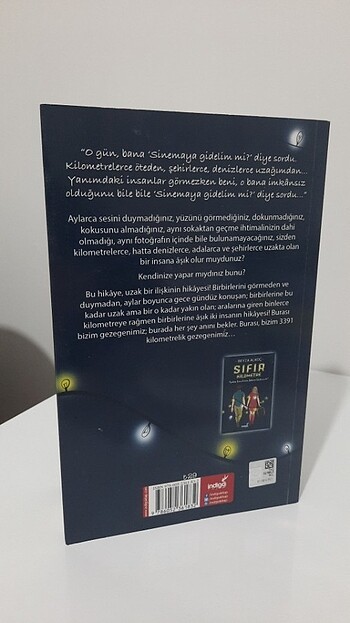 "O gün, bana 'Sinemaya gidelim mi?' diye sordu.
Kilometrelerce öteden, şehirlerce, denizlerce uzağımdan...
Yanımdaki insanlar görmezken beni, o bana imkânsız
olduğunu bile bile 'Sinemaya gidelim mi?' diye sordu..."
Aylarca sesini duymadığınız, yüzünü görmediğiniz, dokunmadığınız,
kokusunu almadığınız, aynı sokaktan geçme ihtimalinizin dahi
olmadığı, aynı fotoğrafın içinde bile bulunamayacağınız, sizden
kilometrelerce, hatta denizlerce, adalarca ve şehirlerce uzakta olan
bir insana âşık olur muydunuz?
Kendinize yapar mıydınız bunu?
Bu hikâye, uzak bir ilişkinin hikâyesi! Birbirlerini görmeden ve
duymadan, aylar boyunca gece gündüz konuşan; birbirlerine bu
kadar uzak ama bir o kadar yakın olan; aralarına giren binlerce
kilometreye rağmen birbirlerine âşık iki insanın hikâyesi! Burası
bizim gezegenimiz; burada her şey anını bekler. Burası, bizim 3391
kilometrelik gezegenimiz...
BEYZA ALKOÇ
SIFIR
KİLOMETRE
₺29
indigo